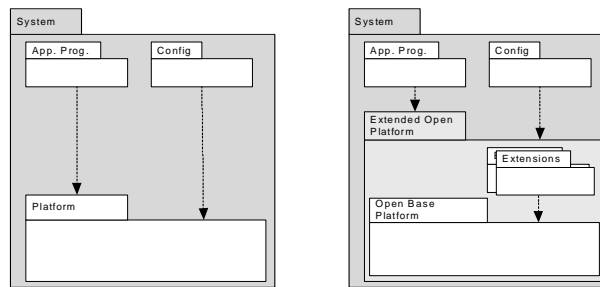 System
App. Prog.
Config
Platform
System
App. Prog.
Config
Extended Open
Platform
Extensions
Open Base
Platform